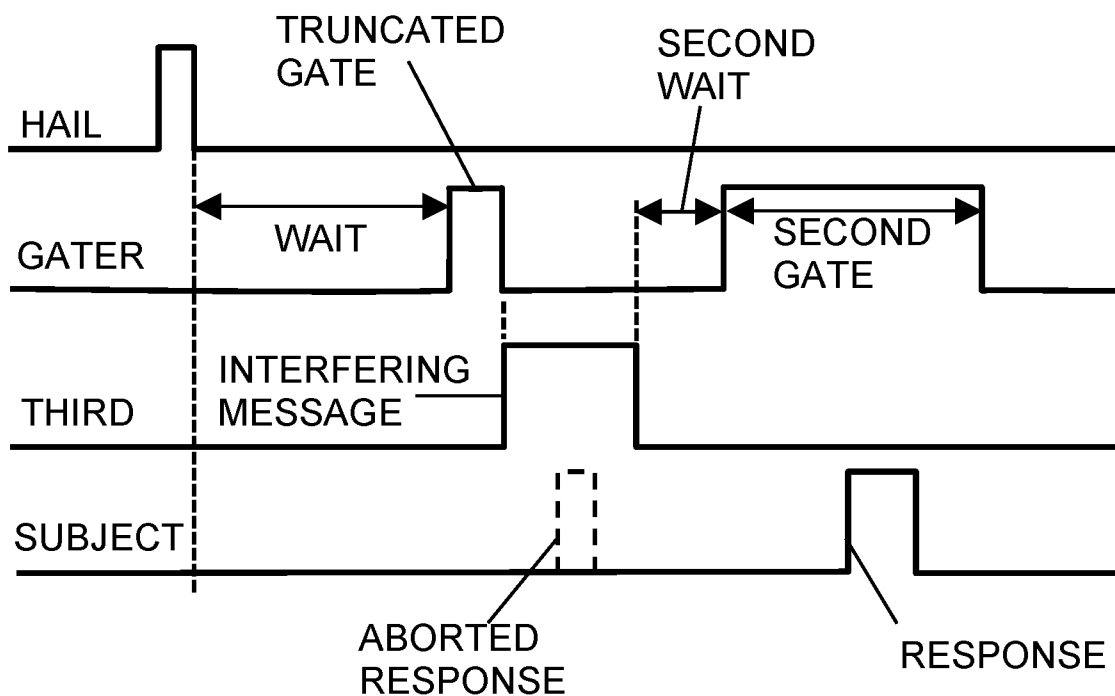 TRUNCATED
GATE
SECOND
WAIT
HAIL
WAIT
SECOND
GATE
GATER
INTERFERING
MESSAGE
THIRD
SUBJECT
ABORTED
RESPONSE
RESPONSE